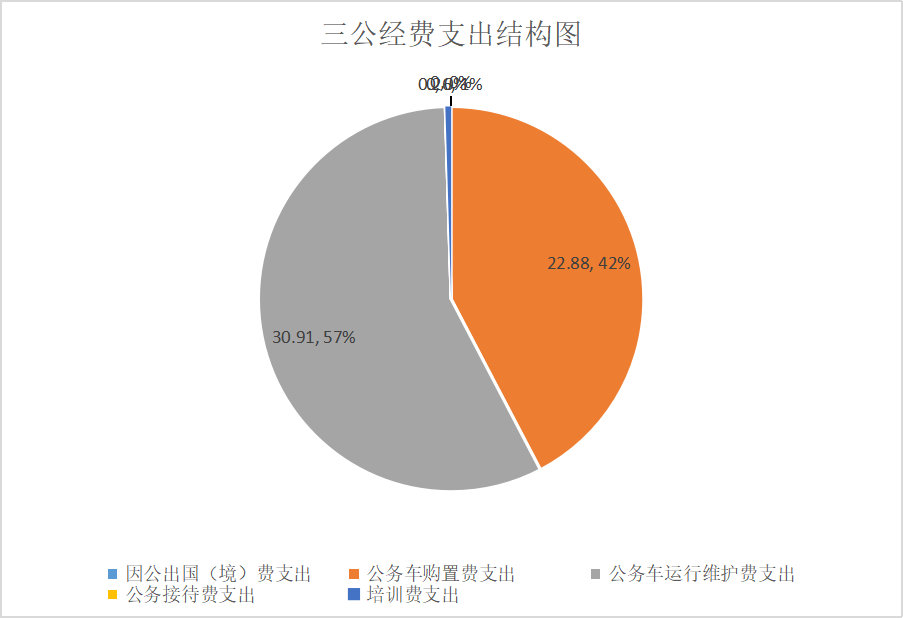 三公经费支出结构图
22.88, 42%
30.91, 57%
因公出国（境）费支出 公务车购置费支出 公务车运行维护费支出
公务接待费支出 培训费支出